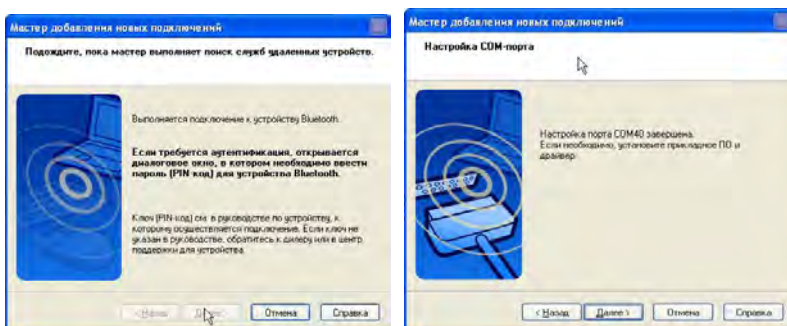 Мастер добавления новых подключений
Подождите, пока мастер выполняет поиск служб удаленных устройств.
Выполняется подключение к устройству Bluetooth.
Если требуется аутентификация, открывается
диалоговое окно, в котором необходимо ввести
пароль (PIN-код) для устройства Bluetooth.
Ключ (PIN-код) см. в руководстве по устройству, к
которому осуществляется подключение. Если ключ не
указан в руководстве, обратитесь к дилеру или в центр
поддержки для устройства.
< Назад
Отмена
Справка
Мастер добавления новых подключений
Настройка COM-порта
Настройка порта COM40 завершена.
Если необходимо, установите прикладное ПО и
драйвер.
< Назад
Далее >
Отмена
Справка